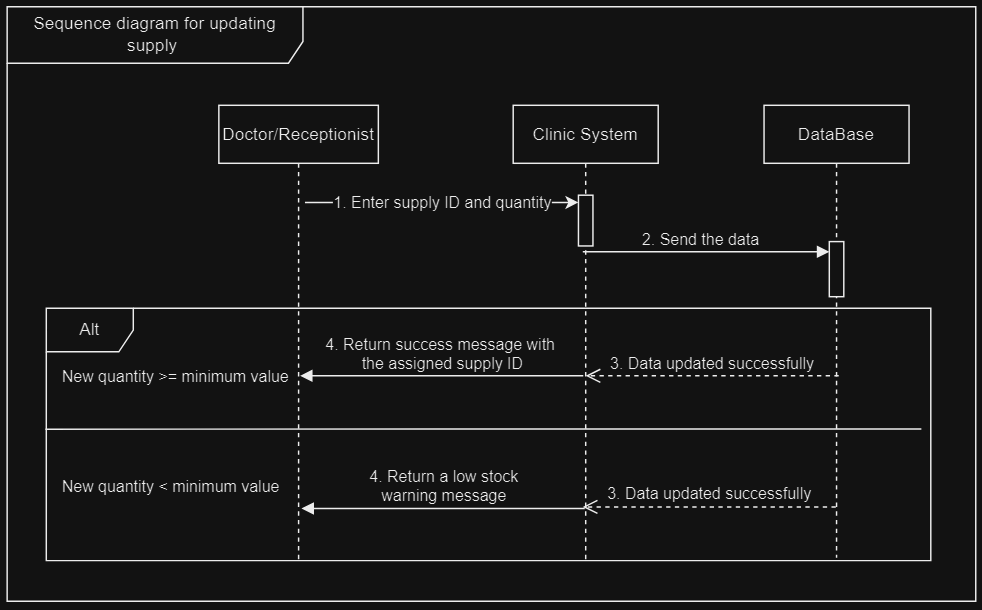 Sequence diagram for updating
supply
Doctor/Receptionist
Clinic System
DataBase
1. Enter supply ID and quantity
2. Send the data
Alt
4. Return success message with
the assigned supply ID
3. Data updated successfully
New quantity >= minimum value
4. Return a low stock
warning message
3. Data updated successfully
New quantity < minimum value